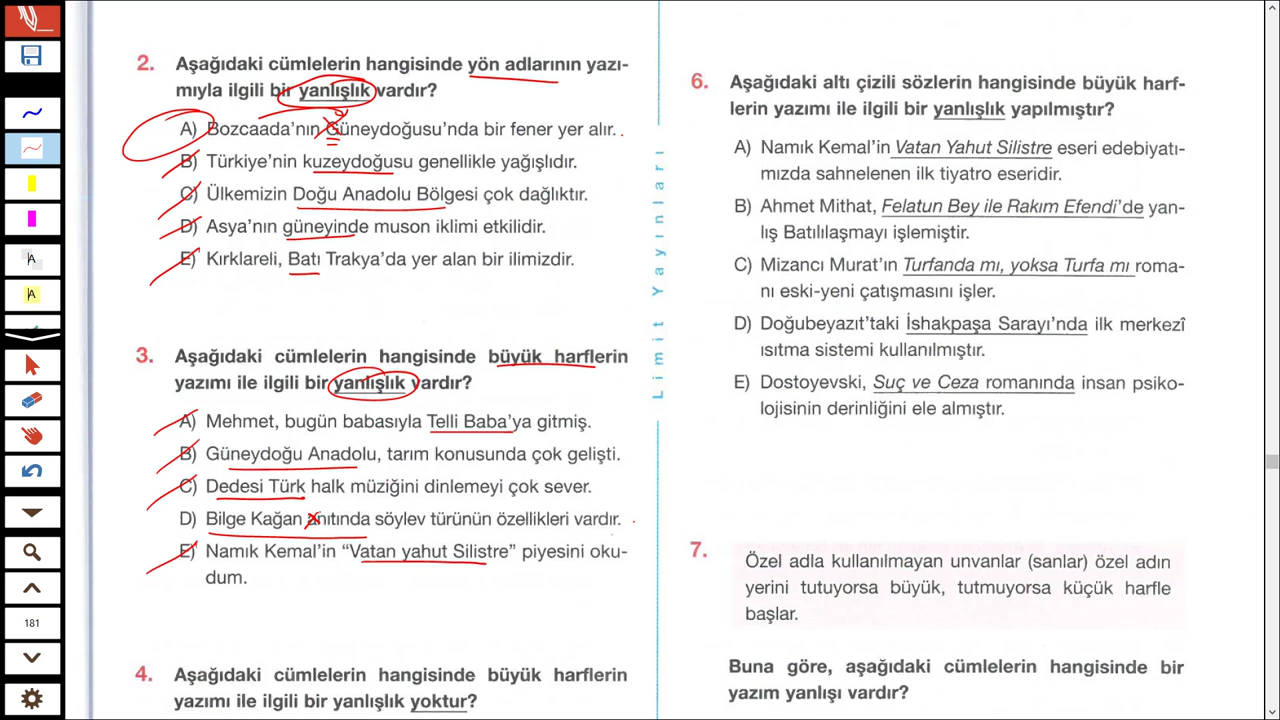 2. Aşağıdaki cümlelerin hangisinde yön adlarının yazı-
mıyla ilgili bir yanlışlık vardır?
A) Bozcaada'nın Güneydoğusu'nda bir fener yer alır.
B) Türkiye'nin kuzeydoğusu genellikle yağışlıdır.
C) Ülkemizin Doğu Anadolu Bölgesi çok dağlıktır.
D) Asya'nın güneyinde muson iklimi etkilidir.
E) Kırklareli, Batı Trakya'da yer alan bir ilimizdir.
3. Aşağıdaki cümlelerin hangisinde büyük harflerin
yazımı ile ilgili bir yanlışlık vardır?
A) Mehmet, bugün babasıyla Telli Baba'ya gitmiş.
B) Güneydoğu Anadolu, tarım konusunda çok gelişti.
C) Dedesi Türk halk müziğini dinlemeyi çok sever.
D) Bilge Kağan anıtında söylev türünün özellikleri vardır.
E) Namık Kemal'in “Vatan yahut Silistre” piyesini oku-
dum.
4. Aşağıdaki cümlelerin hangisinde büyük harflerin
yazımı ile ilgili bir yanlışlık yoktur?
Limit Yayınları
6. Aşağıdaki altı çizili sözlerin hangisinde büyük harf-
lerin yazımı ile ilgili bir yanlışlık yapılmıştır?
A) Namık Kemal'in Vatan Yahut Silistre eseri edebiyatı-
mızda sahnelenen ilk tiyatro eseridir.
B) Ahmet Mithat, Felatun Bey ile Rakım Efendi'de yan-
lış Batılılaşmayı işlemiştir.
C) Mizancı Murat'ın Turfanda mı, yoksa Turfa mı roma-
nı eski-yeni çatışmasını işler.
D) Doğubeyazıt'taki İshakpaşa Sarayı'nda ilk merkezî
ısıtma sistemi kullanılmıştır.
E) Dostoyevski, Suç ve Ceza romanında insan psiko-
lojisinin derinliğini ele almıştır.
7. Özel adla kullanılmayan unvanlar (sanlar) özel adın
yerini tutuyorsa büyük, tutmuyorsa küçük harfle
başlar.
Buna göre, aşağıdaki cümlelerin hangisinde bir
yazım yanlışı vardır?
A
A
181